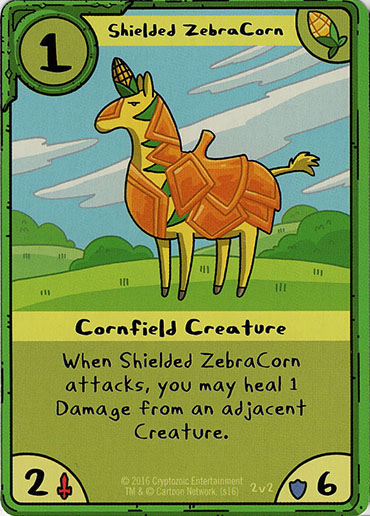 1
Shielded ZebraCorn
Cornfield Creature
When Shielded ZebraCorn
attacks, you may heal 1
Damage from an adjacent
Creature.
© 2016 Cryptozoic Entertainment
TM & © Cartoon Network. (s16)
2v2
2
6